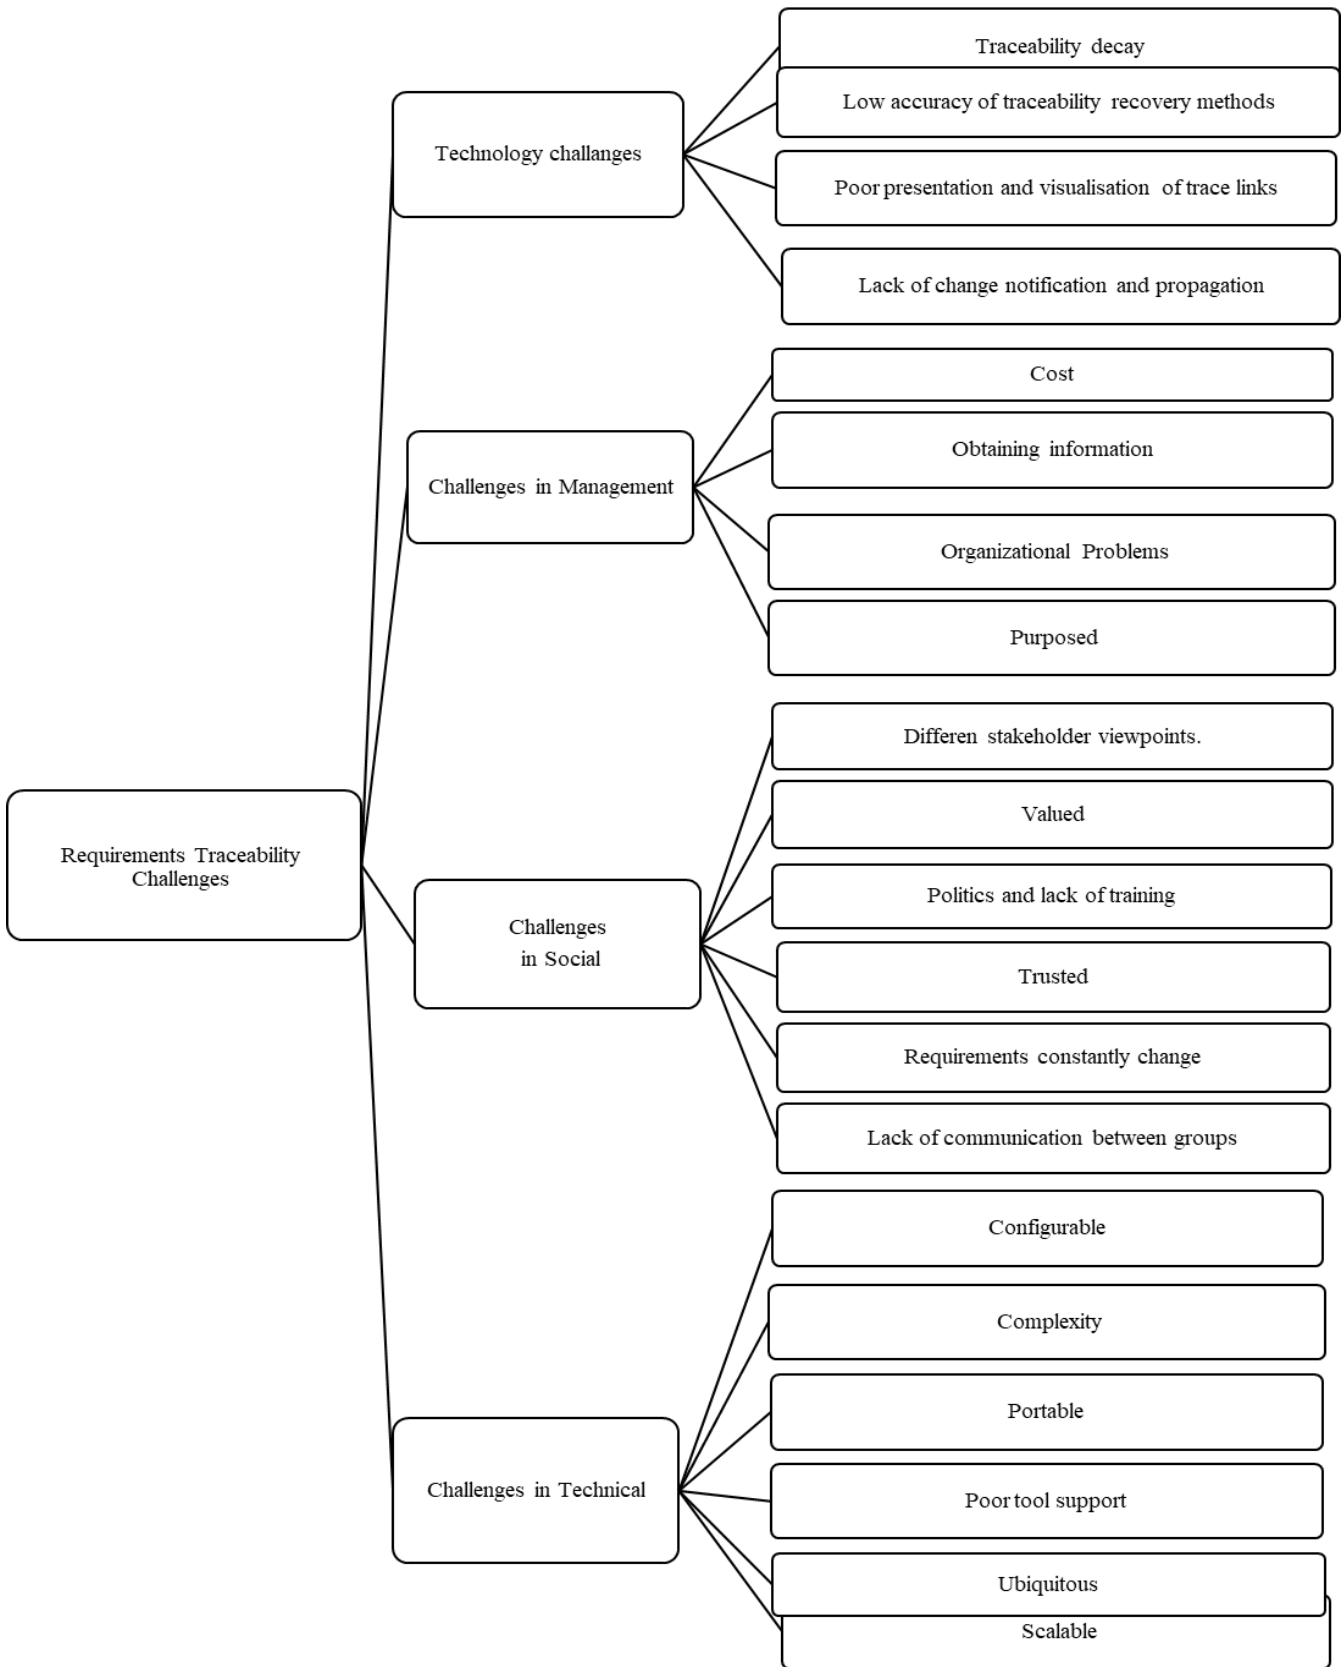 Traceability decay
Low accuracy of traceability recovery methods
Technology challanges
Poor presentation and visualisation of trace links
Lack of change notification and propagation
Cost
Obtaining information
Challenges in Management
Organizational Problems
Purposed
Differen stakeholder viewpoints.
Valued
Requirements Traceability
Challenges
Politics and lack of training
Challenges
in Social
Trusted
Requirements constantly change
Lack of communication between groups
Configurable
Complexity
Portable
Challenges in Technical
Poor tool support
Ubiquitous
Scalable